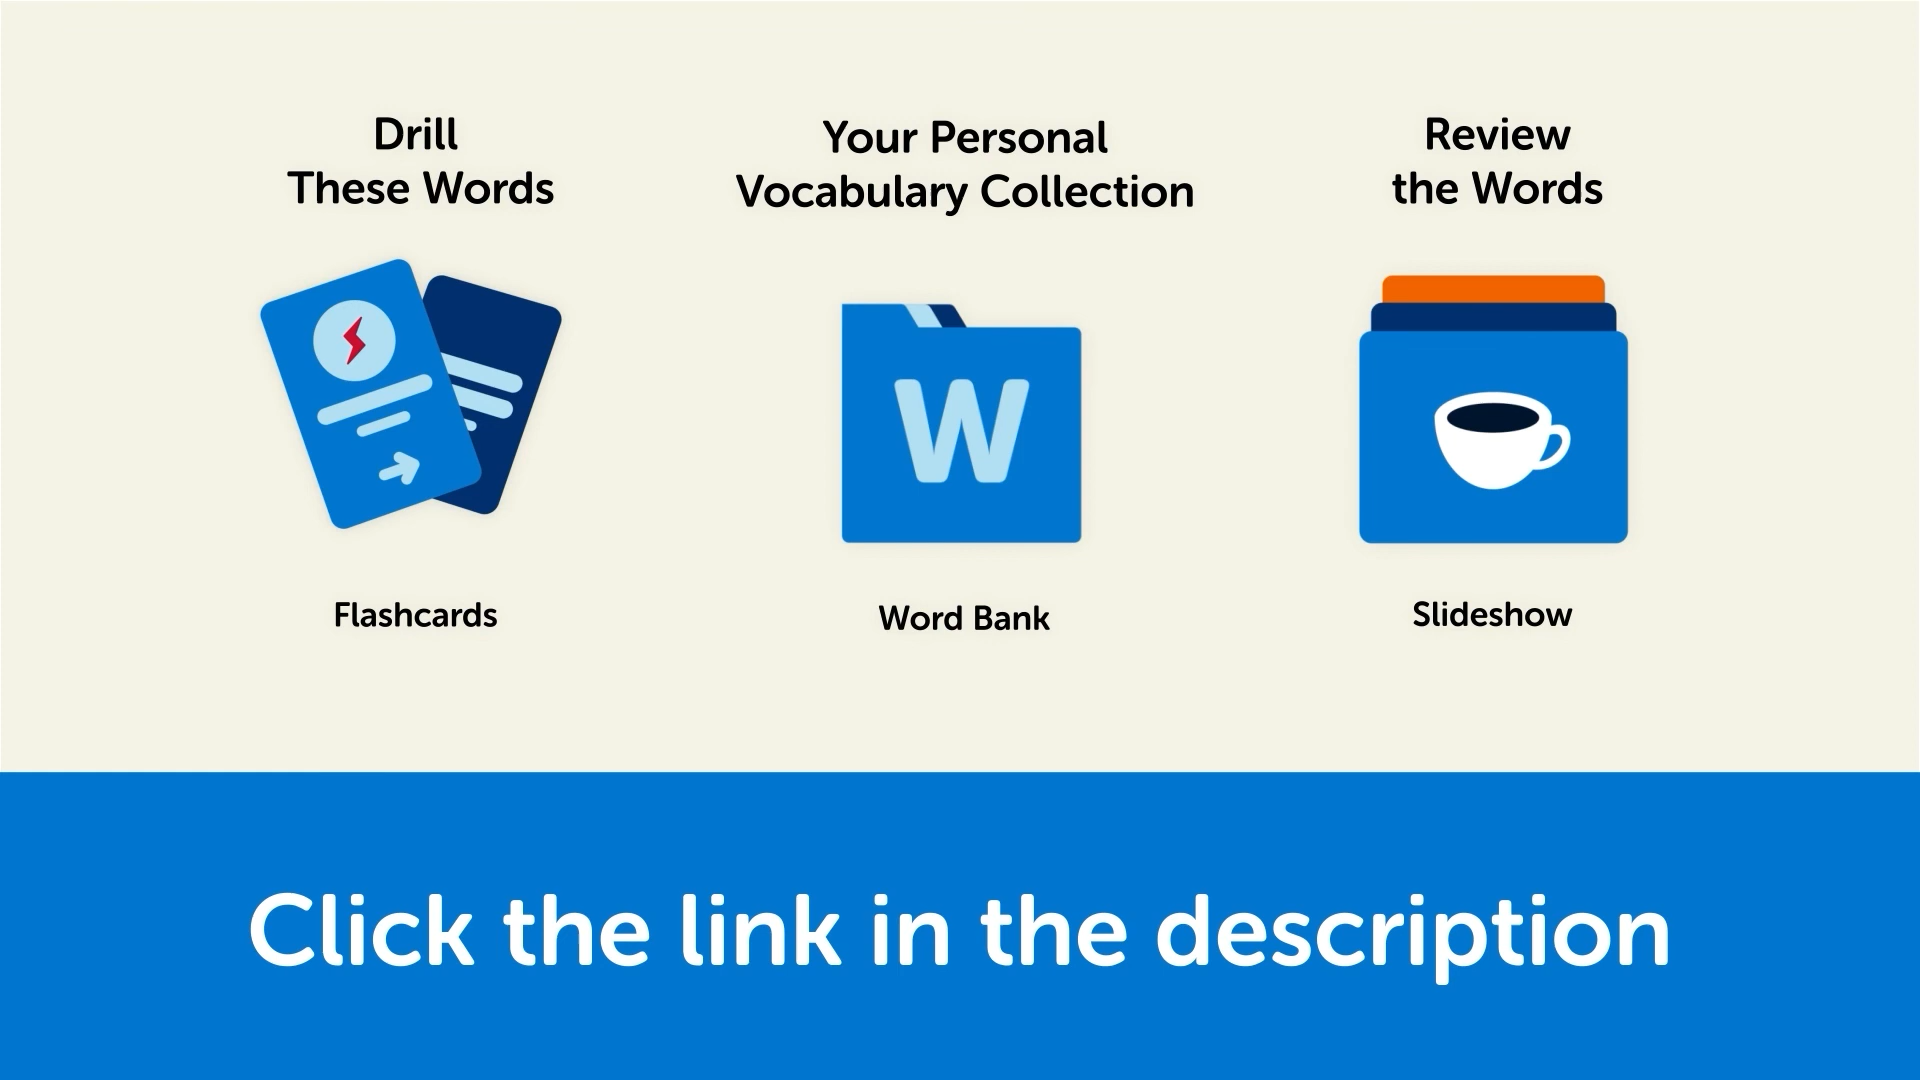 Drill
These Words
Your Personal
Vocabulary Collection
Review
the Words
W
Flashcards
Word Bank
Slideshow
Click the link in the description